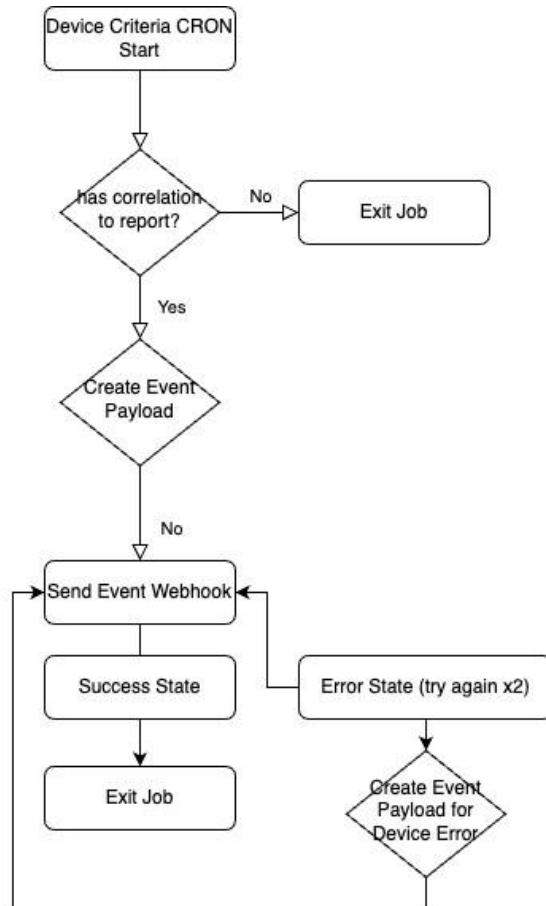 Device Criteria CRON
Start
has correlation
to report?
No
Exit Job
Yes
Create Event
Payload
No
Send Event Webhook
Success State
Error State (try again x2)
Exit Job
Create Event
Payload for
Device Error